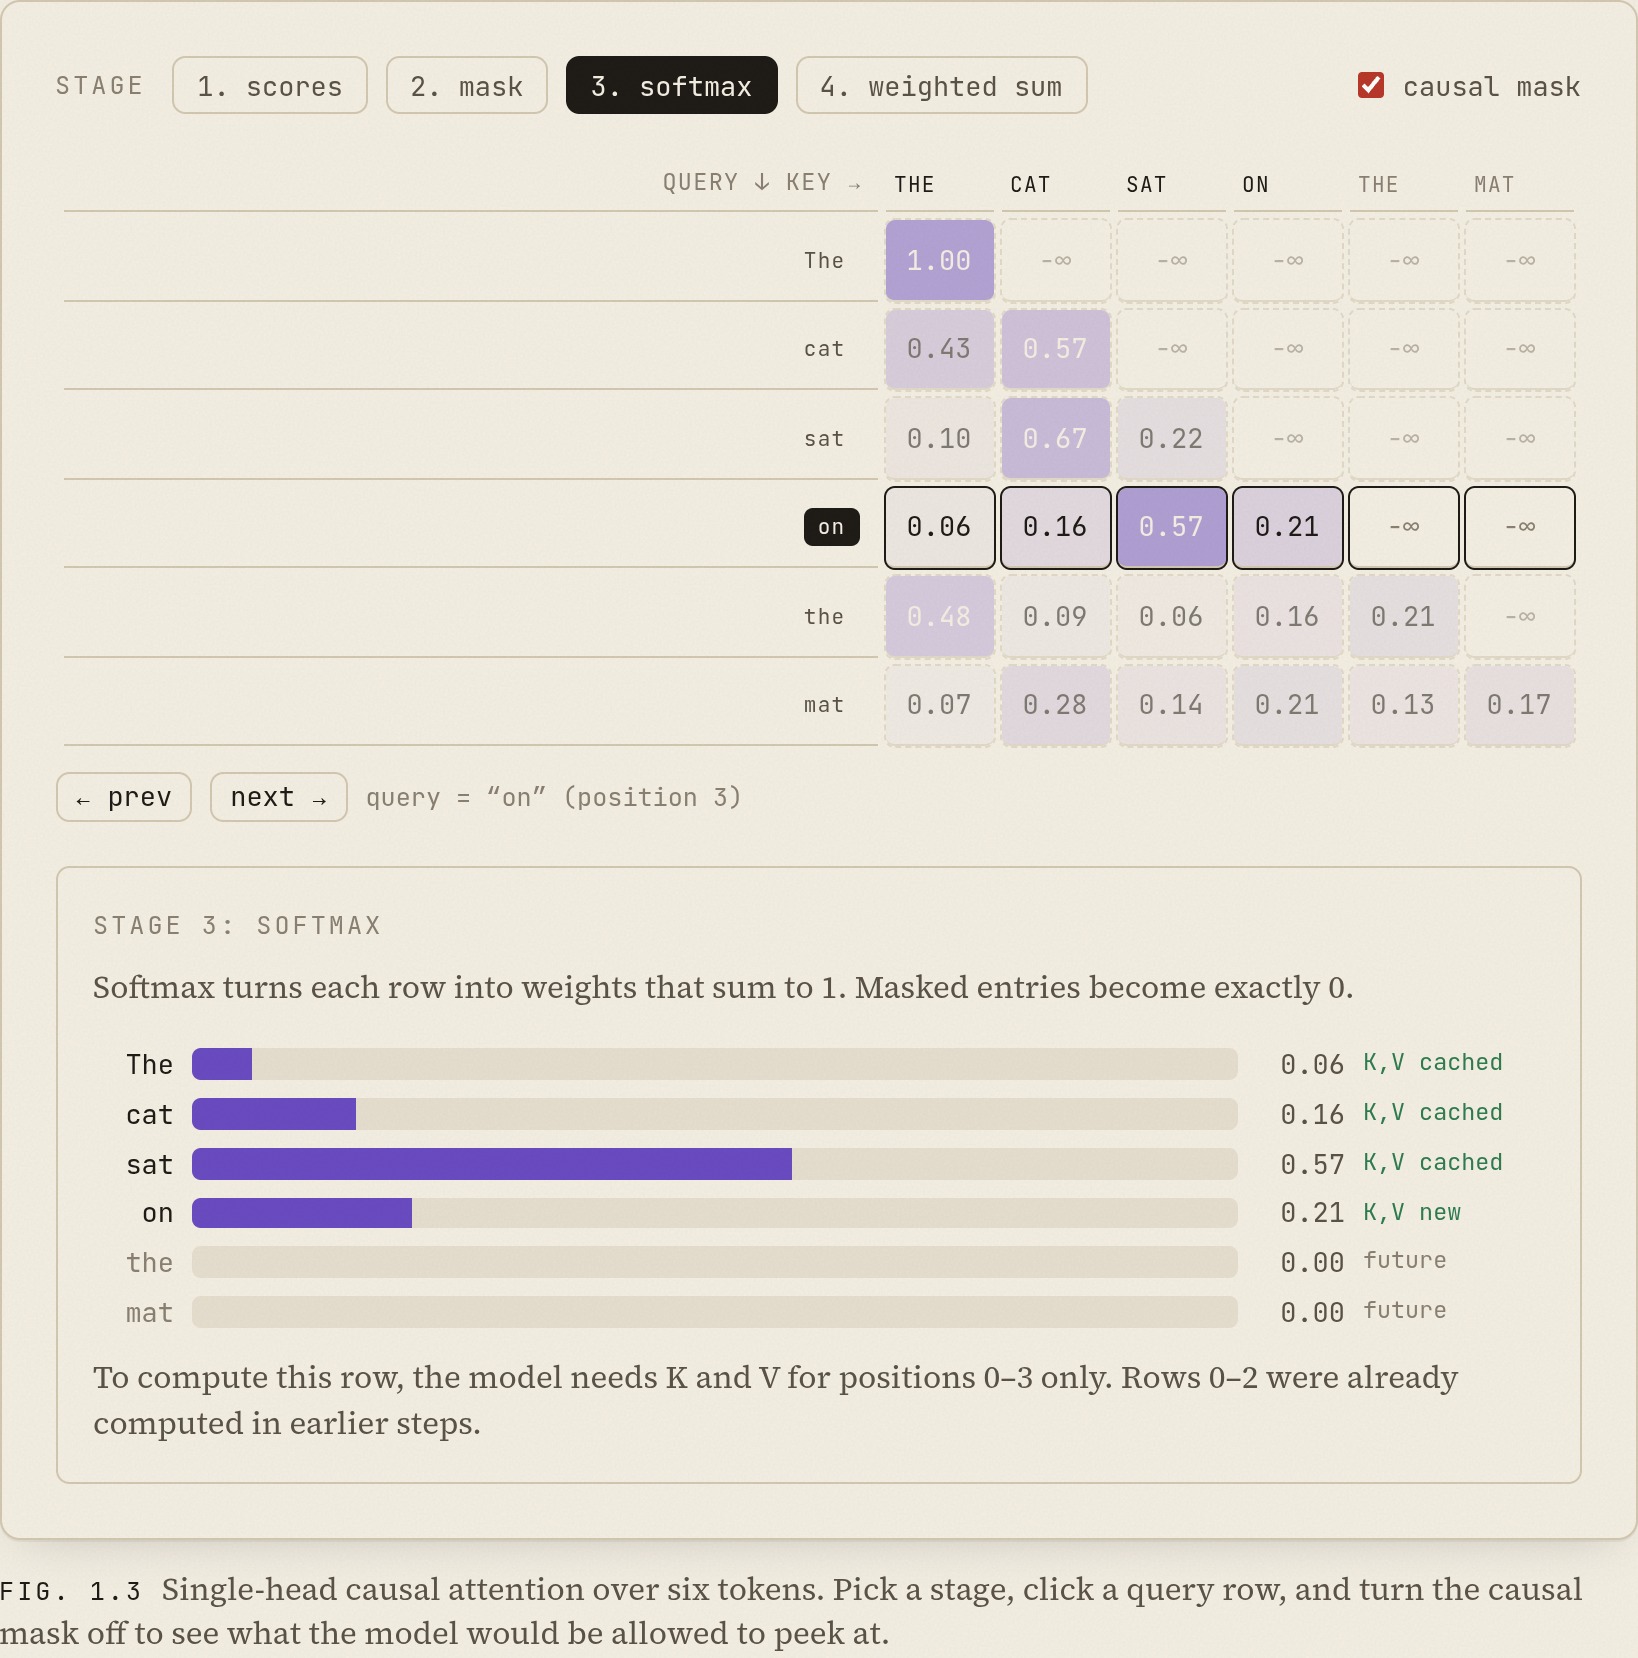 STAGE 1. scores 2. mask 3. softmax 4. weighted sum causal mask
QUERY ↓ KEY → THE CAT SAT ON THE MAT
The 1.00 -∞ -∞ -∞ -∞ -∞
cat 0.43 0.57 -∞ -∞ -∞ -∞
sat 0.10 0.67 0.22 -∞ -∞ -∞
on 0.06 0.16 0.57 0.21 -∞ -∞
the 0.48 0.09 0.06 0.16 0.21 -∞
mat 0.07 0.28 0.14 0.21 0.13 0.17
← prev next → query = “on” (position 3)
STAGE 3: SOFTMAX
Softmax turns each row into weights that sum to 1. Masked entries become exactly 0.
The 0.06 K,V cached
cat 0.16 K,V cached
sat 0.57 K,V cached
on 0.21 K,V new
the 0.00 future
mat 0.00 future
To compute this row, the model needs K and V for positions 0–3 only. Rows 0–2 were already
computed in earlier steps.
FIG. 1.3 Single-head causal attention over six tokens. Pick a stage, click a query row, and turn the causal
mask off to see what the model would be allowed to peek at.